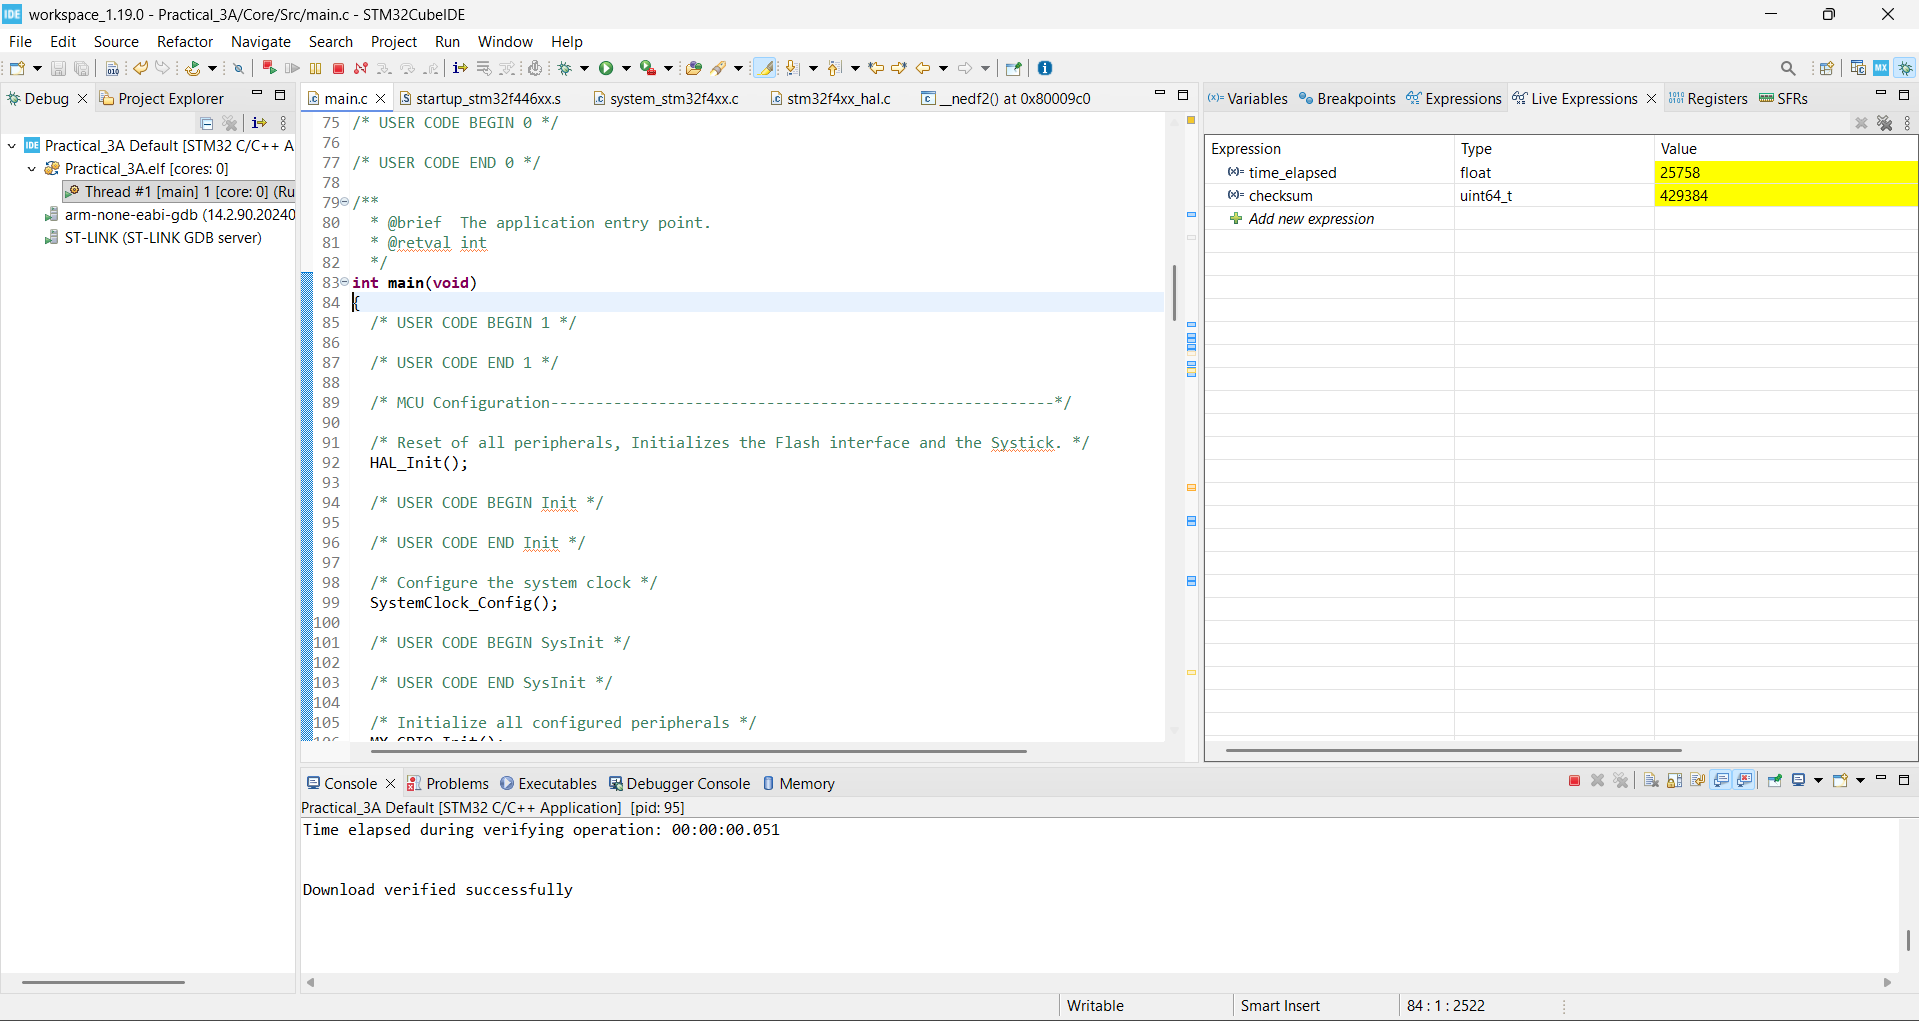 workspace_1.19.0 - Practical_3A/Core/Src/main.c - STM32CubeIDE
File Edit Source Refactor Navigate Search Project Run Window Help
Debug Project Explorer
Practical_3A Default [STM32 C/C++ A
Practical_3A.elf [cores: 0]
Thread #1 [main] 1 [core: 0] (Ru
arm-none-eabi-gdb (14.2.90.20240
ST-LINK (ST-LINK GDB server)
main.c startup_stm32f446xx.s system_stm32f4xx.c stm32f4xx_hal.c __nedf2() at 0x80009c0
75 /* USER CODE BEGIN 0 */
76
77 /* USER CODE END 0 */
78
79 /**
80 * @brief The application entry point.
81 * @retval int
82 */
83 int main(void)
84 {
85 /* USER CODE BEGIN 1 */
86
87 /* USER CODE END 1 */
88
89 /* MCU Configuration--------------------------------------------------------*/
90
91 /* Reset of all peripherals, Initializes the Flash interface and the Systick. */
92 HAL_Init();
93
94 /* USER CODE BEGIN Init */
95
96 /* USER CODE END Init */
97
98 /* Configure the system clock */
99 SystemClock_Config();
100
101 /* USER CODE BEGIN SysInit */
102
103 /* USER CODE END SysInit */
104
105 /* Initialize all configured peripherals */
Variables Breakpoints Expressions Live Expressions Registers SFRs
Expression Type Value
time_elapsed float 25758
checksum uint64_t 429384
Add new expression
Console Problems Executables Debugger Console Memory
Practical_3A Default [STM32 C/C++ Application] [pid: 95]
Time elapsed during verifying operation: 00:00:00.051
Download verified successfully
Writable Smart Insert 84 : 1 : 2522